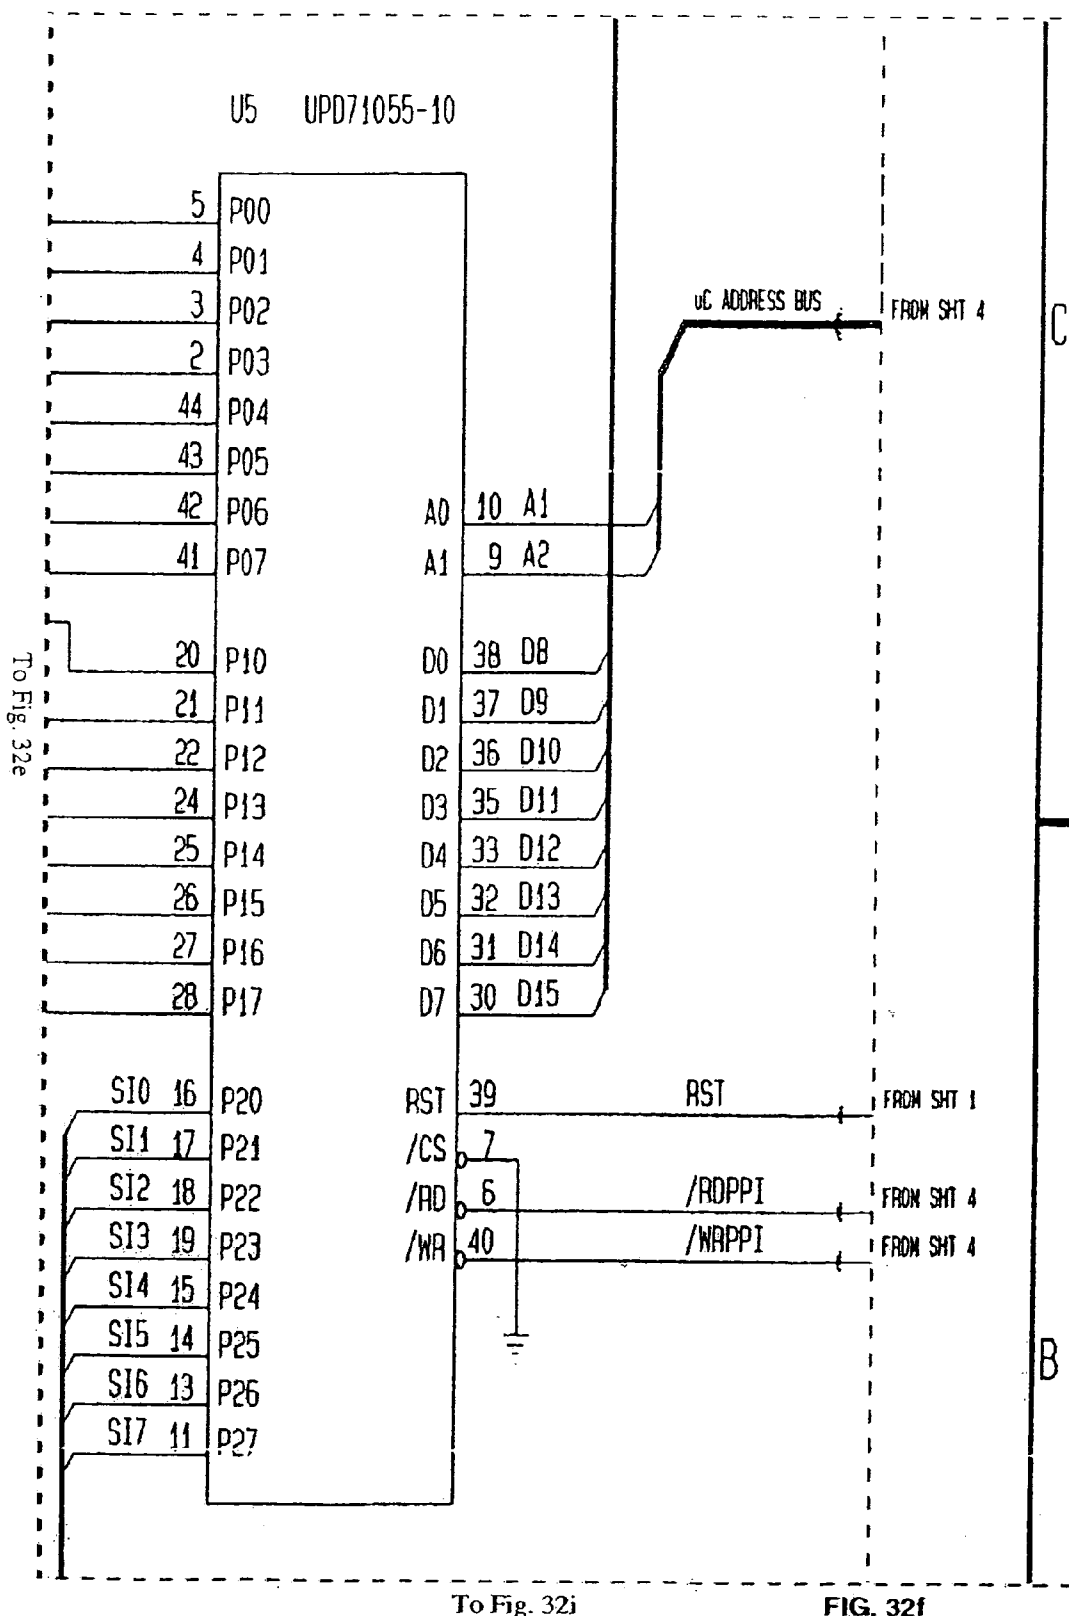 U5 UPD71055-10
5 P00
4 P01
3 P02
2 P03
44 P04
43 P05
42 P06
41 P07
20 P10
21 P11
22 P12
24 P13
25 P14
26 P15
27 P16
28 P17
SI0 16 P20
SI1 17 P21
SI2 18 P22
SI3 19 P23
SI4 15 P24
SI5 14 P25
SI6 13 P26
SI7 11 P27
A0 10 A1
A1 9 A2
D0 38 D8
D1 37 D9
D2 36 D10
D3 35 D11
D4 33 D12
D5 32 D13
D6 31 D14
D7 30 D15
RST 39 RST FROM SHT 1
/CS 7
/RD 6 /RDPPI FROM SHT 4
/WR 40 /WRPPI FROM SHT 4
uC ADDRESS BUS FROM SHT 4
C
B
To Fig. 32e
To Fig. 32i
FIG. 32f